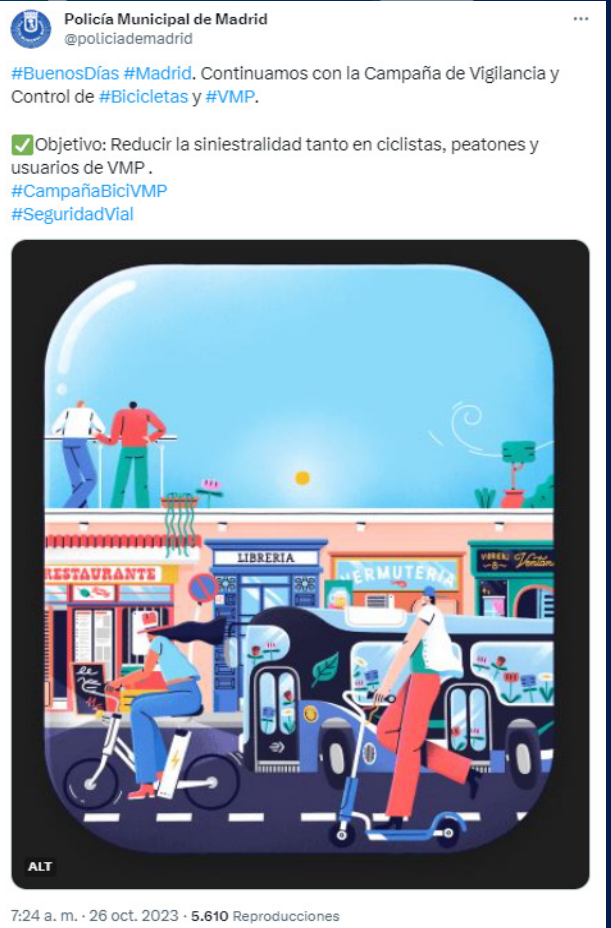 Policía Municipal de Madrid
@policiademadrid
#BuenosDías #Madrid. Continuamos con la Campaña de Vigilancia y
Control de #Bicicletas y #VMP.
✅Objetivo: Reducir la siniestralidad tanto en ciclistas, peatones y
usuarios de VMP .
#CampañaBiciVMP
#SeguridadVial
RESTAURANTE
LIBRERIA
VERMUTERIA
ALT
7:24 a. m. · 26 oct. 2023 · 5.610 Reproducciones